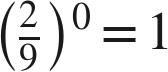 (2/9)^0 = 1